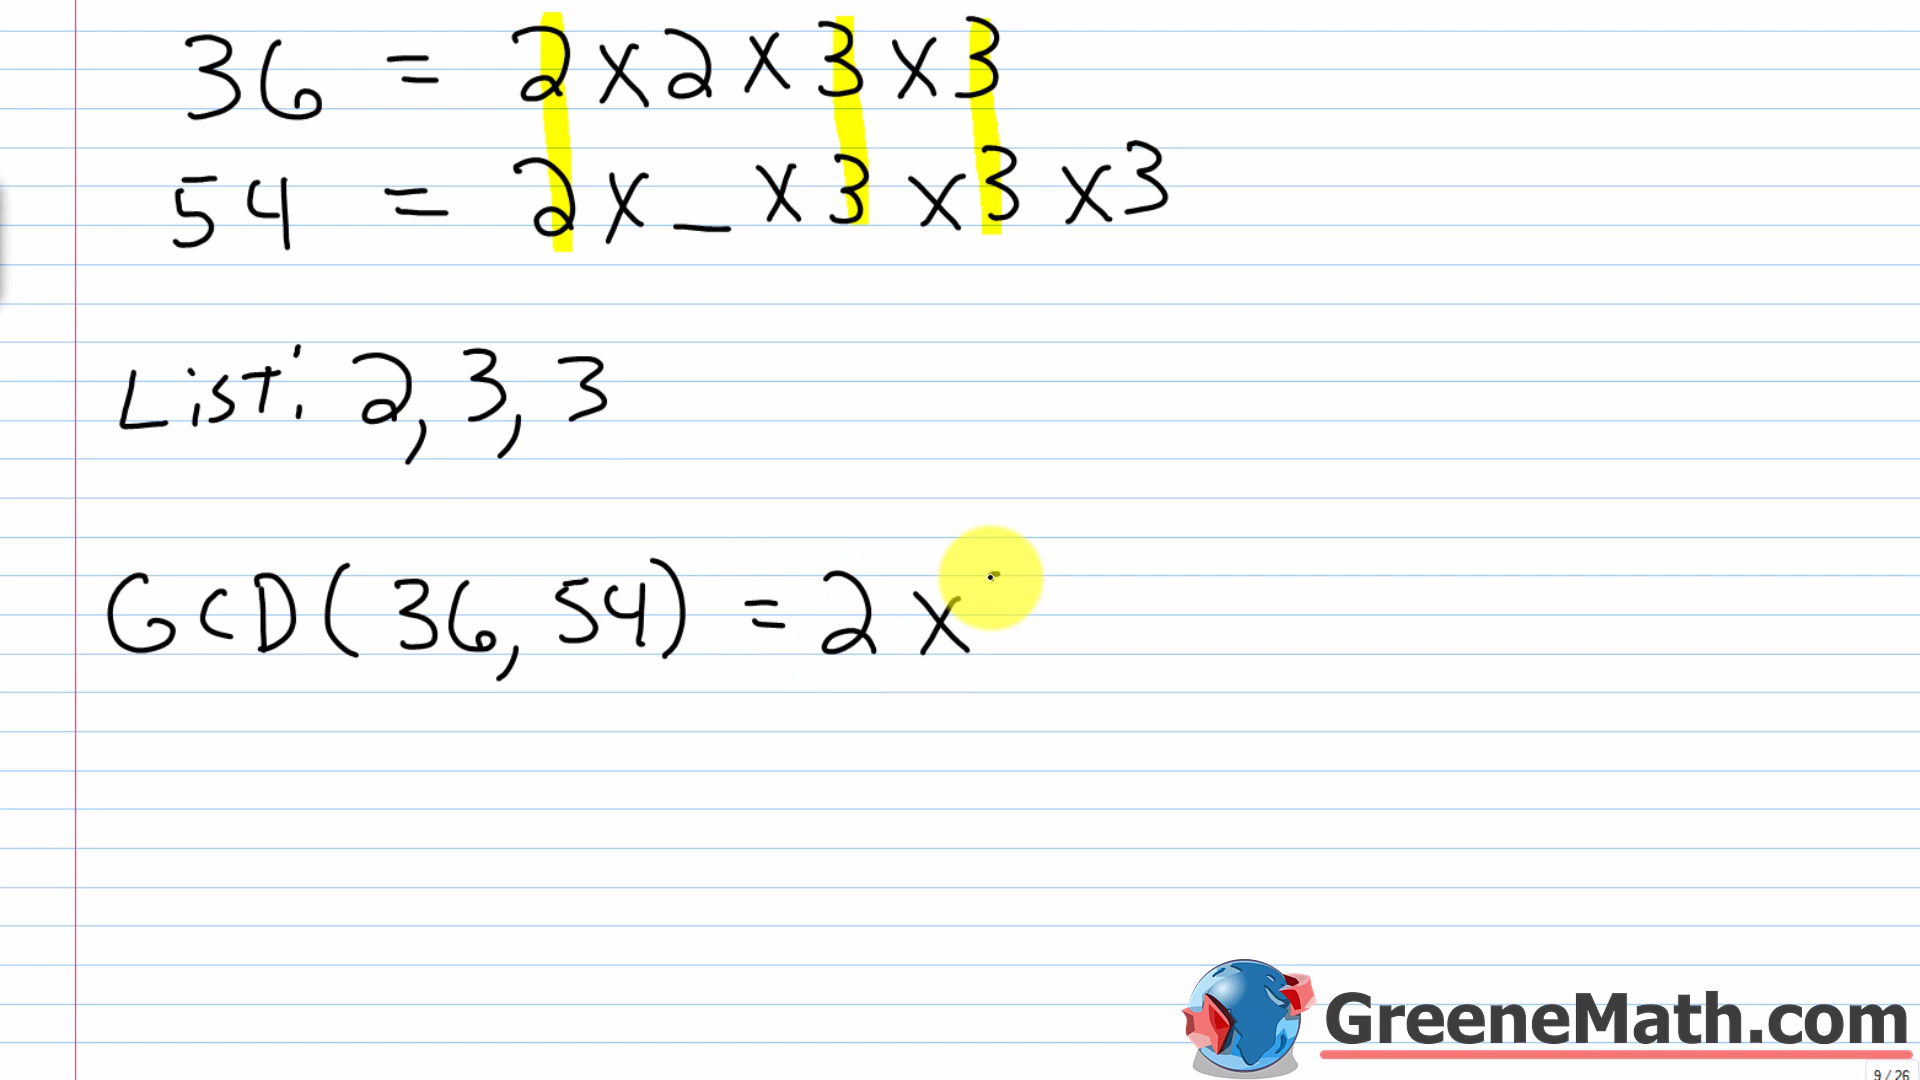 36 = 2 x 2 x 3 x 3
54 = 2 x _ x 3 x 3 x 3
List: 2, 3, 3
GCD(36, 54) = 2 x
GreeneMath.com
9 / 26